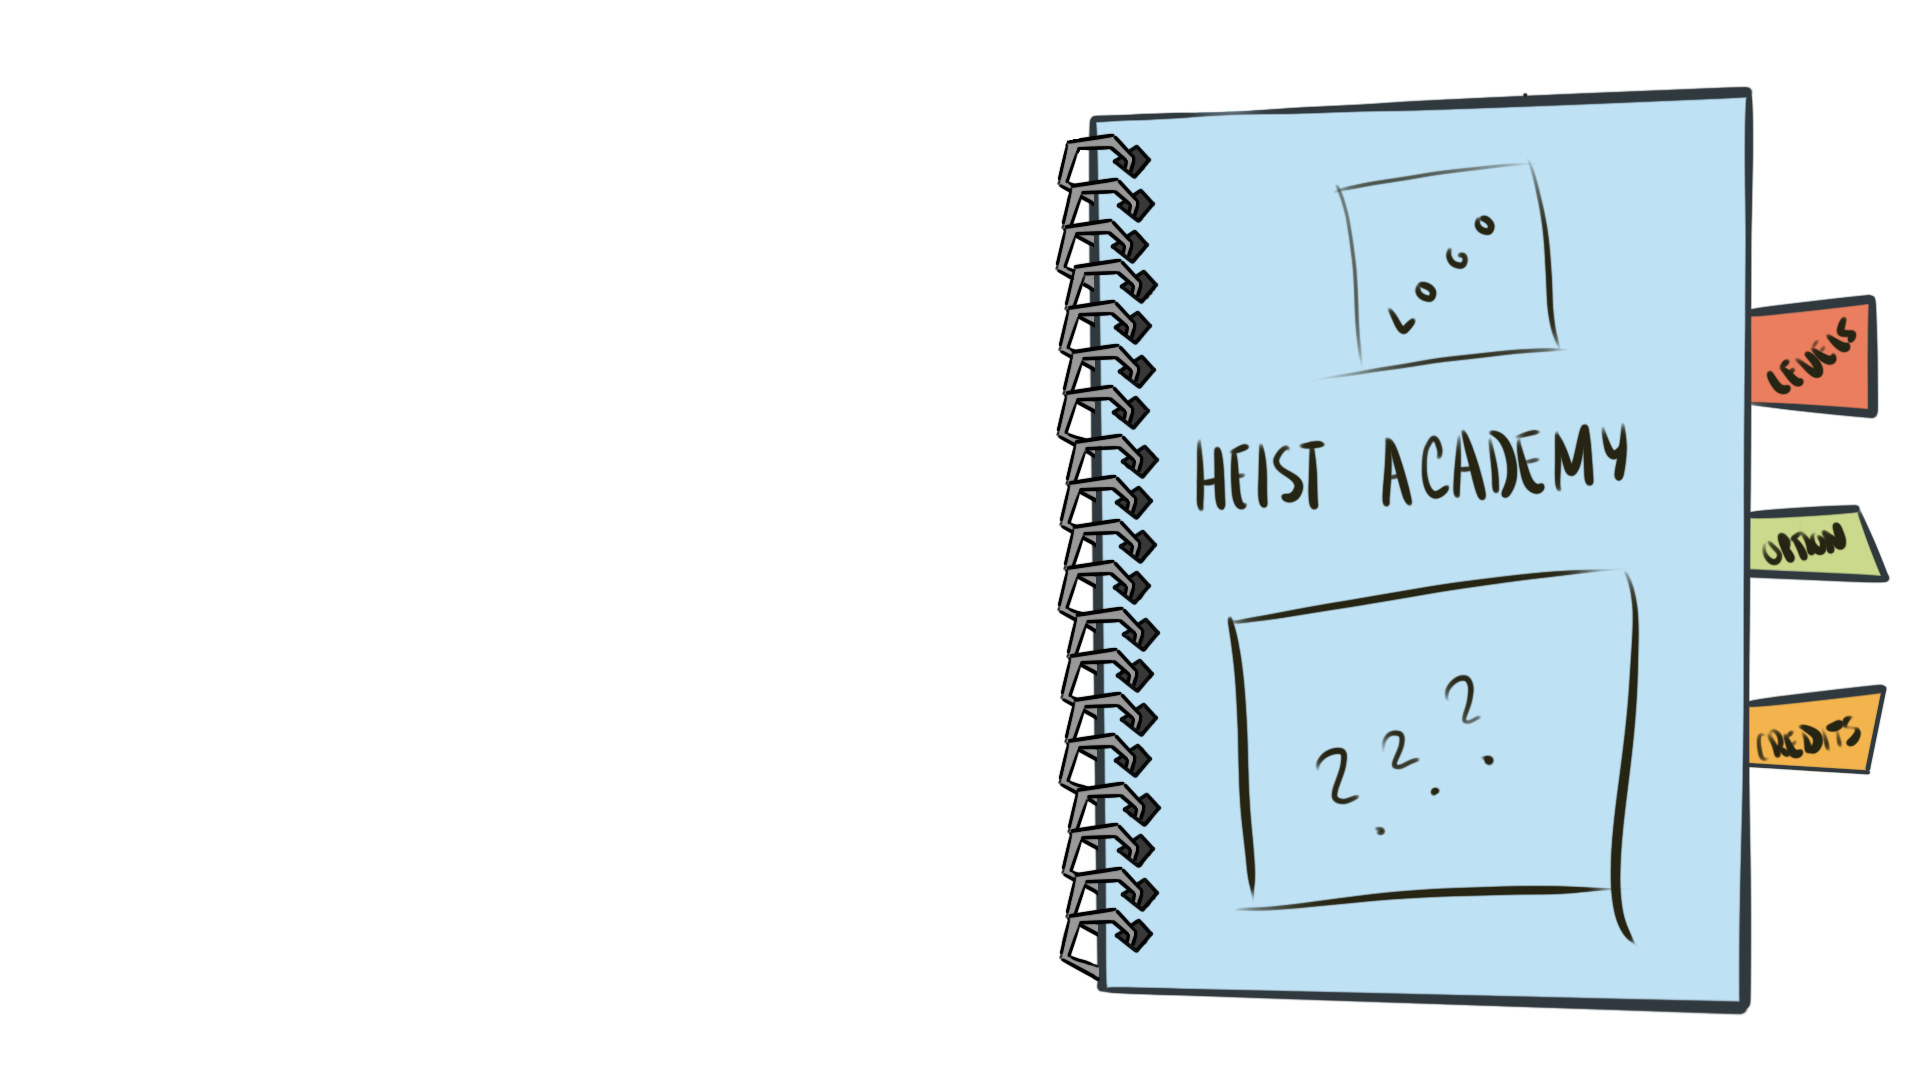 LOGO
HEIST ACADEMY
LEVELS
OPTION
CREDITS
? ? ?